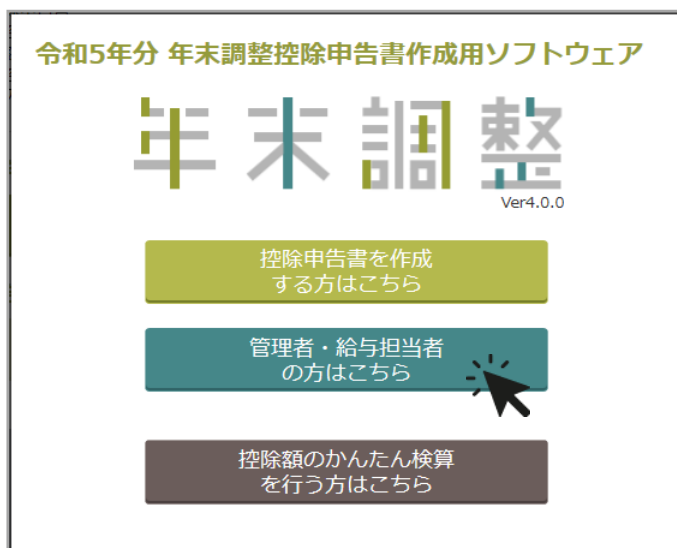 令和5年分 年末調整控除申告書作成用ソフトウェア
年末調整
Ver4.0.0
控除申告書を作成
する方はこちら
管理者・給与担当者
の方はこちら
控除額のかんたん検算
を行う方はこちら